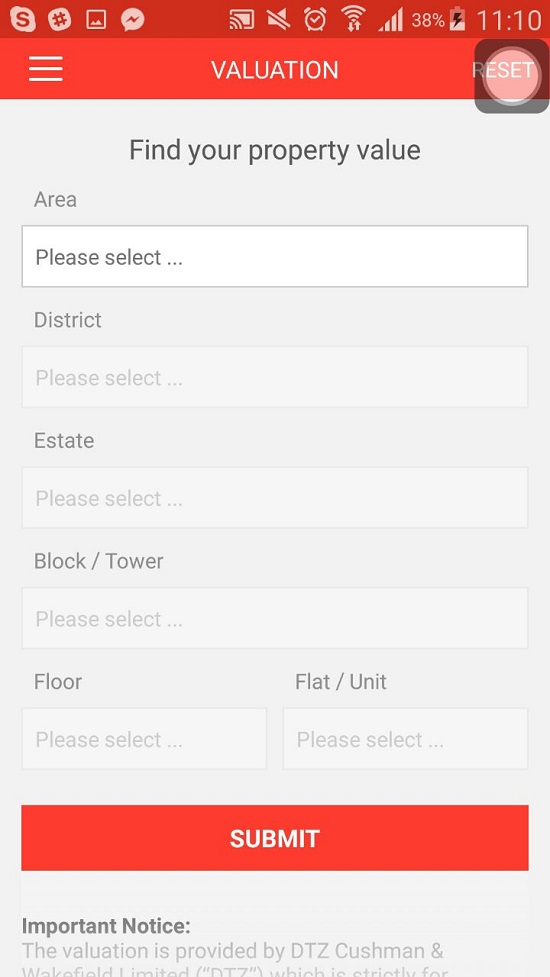 38% 11:10
VALUATION RESET
Find your property value
Area
Please select ...
District
Please select ...
Estate
Please select ...
Block / Tower
Please select ...
Floor Flat / Unit
Please select ... Please select ...
SUBMIT
Important Notice:
The valuation is provided by DTZ Cushman &
Wakefield Limited (“DTZ”) which is strictly for